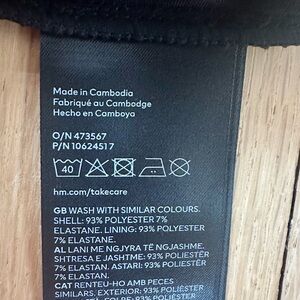 Made in Cambodia
Fabriqué au Cambodge
Hecho en Camboya
O/N 473567
P/N 10624517
40
hm.com/takecare
GB WASH WITH SIMILAR COLOURS.
SHELL: 93% POLYESTER 7%
ELASTANE. LINING: 93% POLYESTER
7% ELASTANE.
AL LANI ME NGJYRA TË NGJASHME.
SHTRESA E JASHTME: 93% POLIESTËR
7% ELASTAN. ASTARI: 93% POLIESTËR
7% ELASTAN.
CAT RENTEU-HO AMB PECES
SIMILARS. EXTERIOR: 93% POLIÈSTER
93% POLIÈSTER